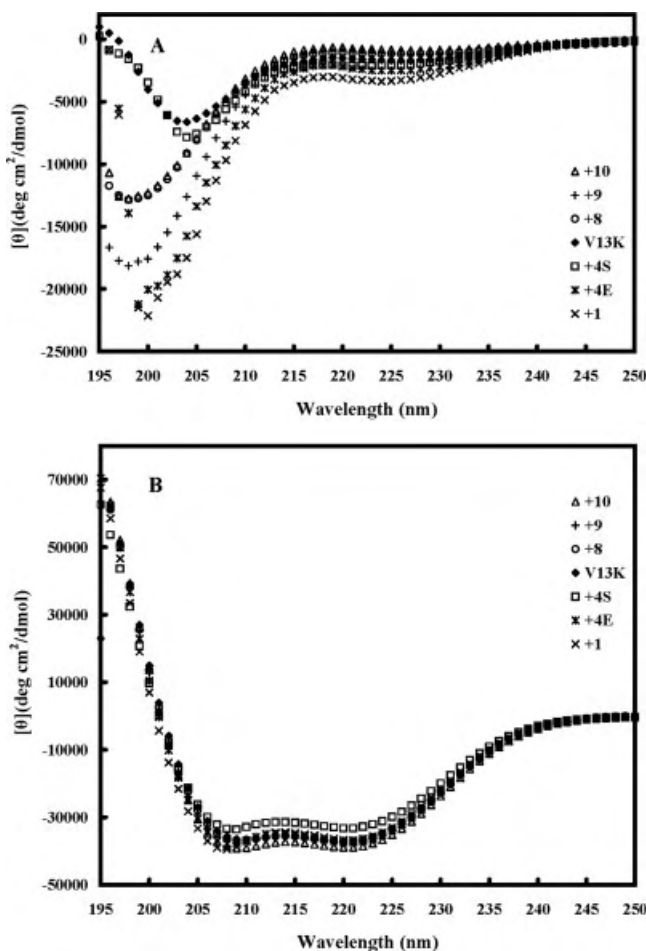 0
A
-5000
-10000
-15000
-20000
-25000
[θ](deg cm²/dmol)
+10
+9
+8
V13K
+4S
+4E
+1
195 200 205 210 215 220 225 230 235 240 245 250
Wavelength (nm)
70000
B
50000
30000
10000
-10000
-30000
-50000
[θ](deg cm²/dmol)
+10
+9
+8
V13K
+4S
+4E
+1
195 200 205 210 215 220 225 230 235 240 245 250
Wavelength (nm)